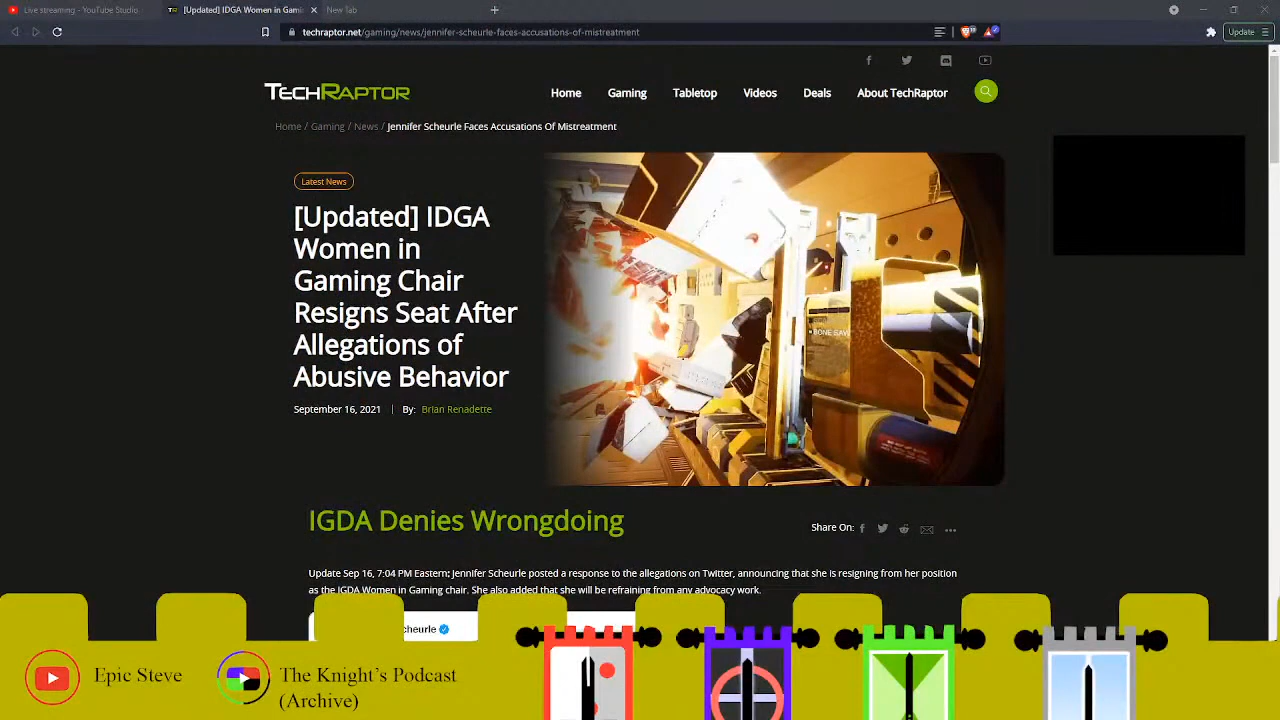 Live streaming - YouTube Studio
[Updated] IDGA Women in Gami
New Tab
techraptor.net/gaming/news/jennifer-scheurle-faces-accusations-of-mistreatment
Update
TECHRAPTOR
Home
Gaming
Tabletop
Videos
Deals
About TechRaptor
Home / Gaming / News / Jennifer Scheurle Faces Accusations Of Mistreatment
Latest News
[Updated] IDGA
Women in
Gaming Chair
Resigns Seat After
Allegations of
Abusive Behavior
September 16, 2021 | By: Brian Renadette
BONE SAW
IGDA Denies Wrongdoing
Share On:
Update Sep 16, 7:04 PM Eastern: Jennifer Scheurle posted a response to the allegations on Twitter, announcing that she is resigning from her position
as the IGDA Women in Gaming chair. She also added that she will be refraining from any advocacy work.
cheurle
Epic Steve
The Knight's Podcast
(Archive)